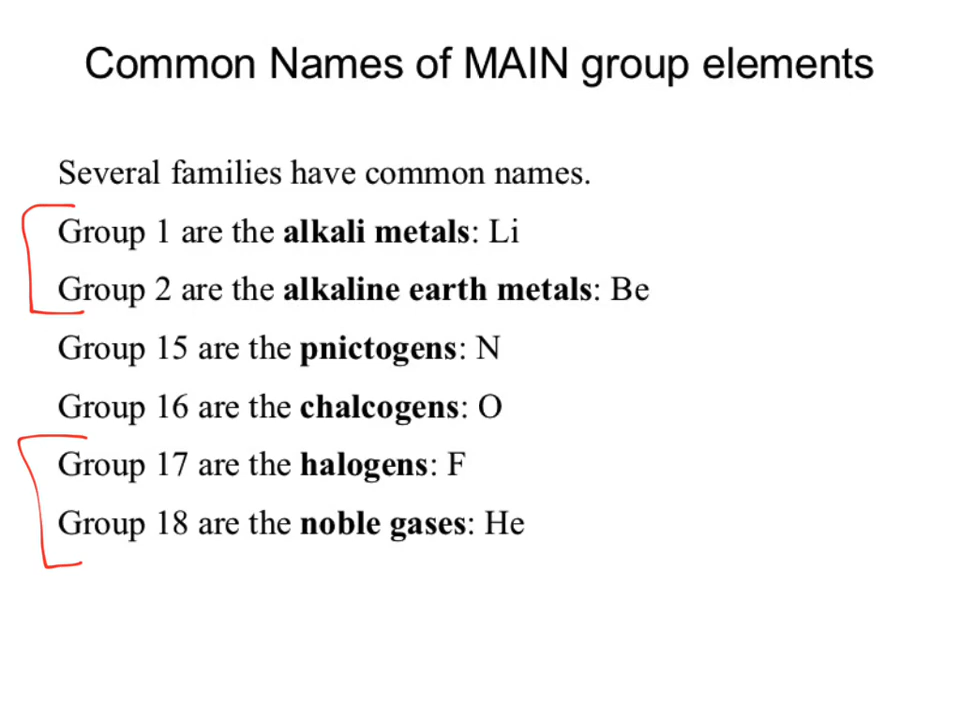 Common Names of MAIN group elements
Several families have common names.
Group 1 are the alkali metals: Li
Group 2 are the alkaline earth metals: Be
Group 15 are the pnictogens: N
Group 16 are the chalcogens: O
Group 17 are the halogens: F
Group 18 are the noble gases: He